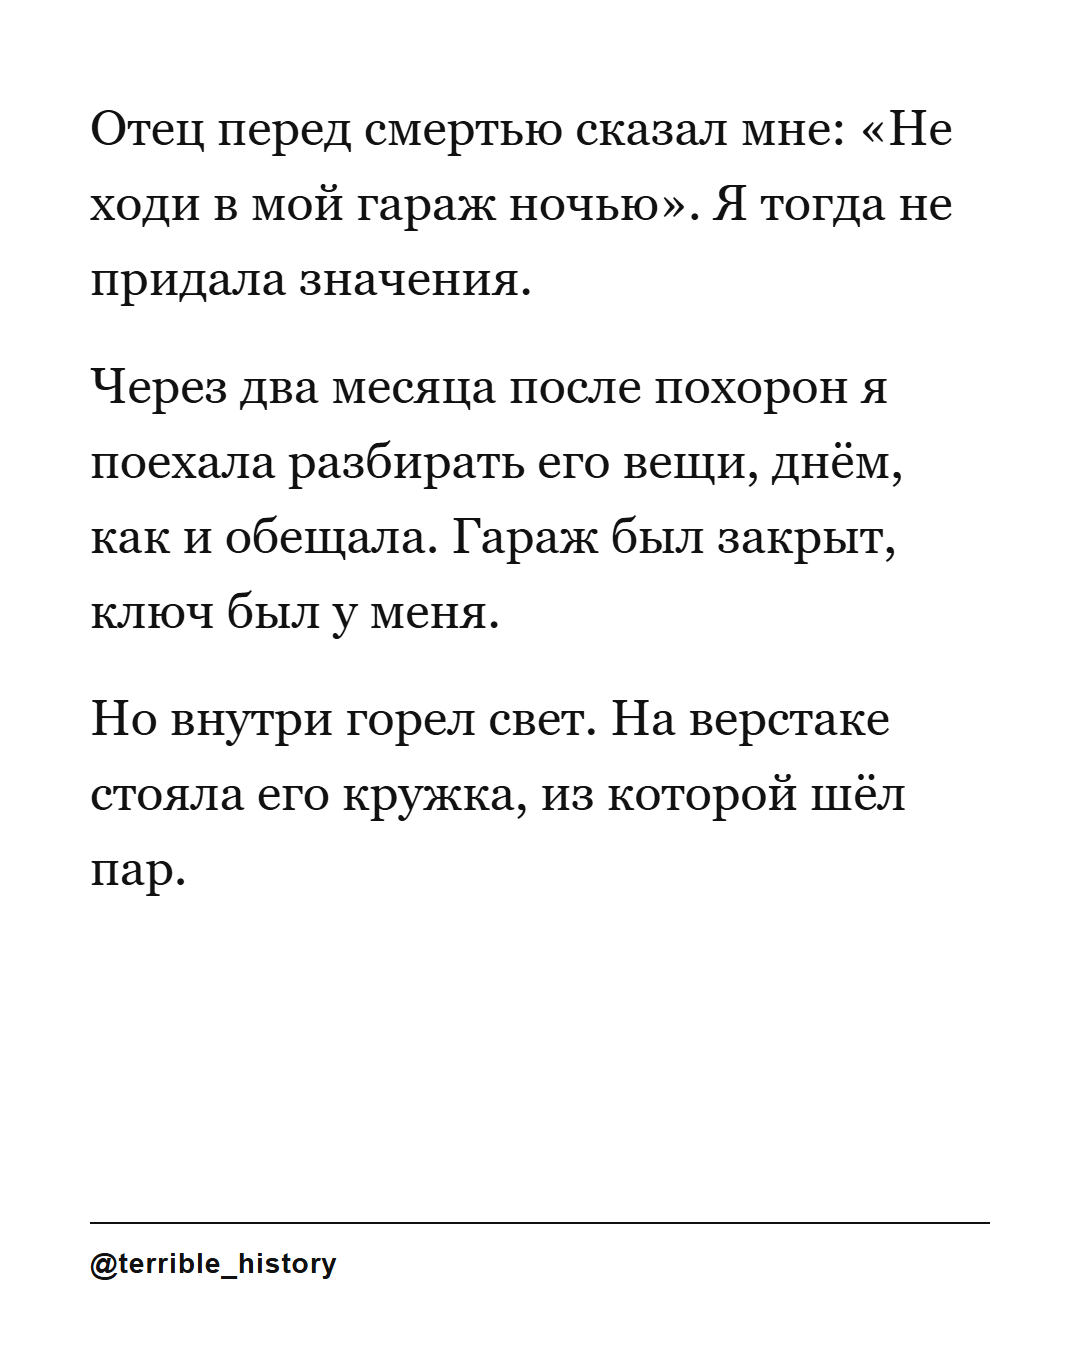 Отец перед смертью сказал мне: «Не
ходи в мой гараж ночью». Я тогда не
придала значения.
Через два месяца после похорон я
поехала разбирать его вещи, днём,
как и обещала. Гараж был закрыт,
ключ был у меня.
Но внутри горел свет. На верстаке
стояла его кружка, из которой шёл
пар.
@terrible_history